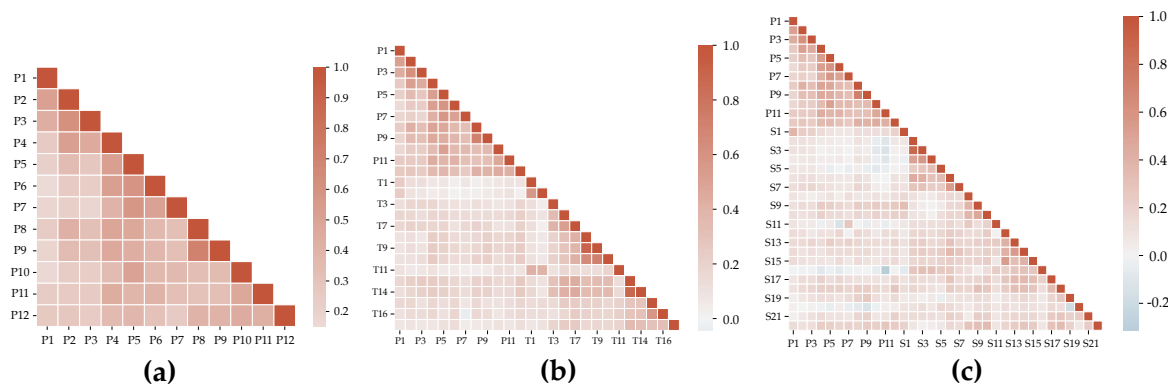 P1
P2
P3
P4
P5
P6
P7
P8
P9
P10
P11
P12
P1 P2 P3 P4 P5 P6 P7 P8 P9 P10 P11 P12
1.0
0.9
0.8
0.7
0.6
0.5
0.4
0.3
0.2
(a)
P1
P3
P5
P7
P9
P11
T1
T3
T7
T9
T11
T14
T16
P1 P3 P5 P7 P9 P11 T1 T3 T7 T9 T11 T14 T16
1.0
0.8
0.6
0.4
0.2
0.0
(b)
P1
P3
P5
P7
P9
P11
S1
S3
S5
S7
S9
S11
S13
S15
S17
S19
S21
P1 P3 P5 P7 P9 P11 S1 S3 S5 S7 S9 S11 S13 S15 S17 S19 S21
1.0
0.8
0.6
0.4
0.2
0.0
-0.2
(c)